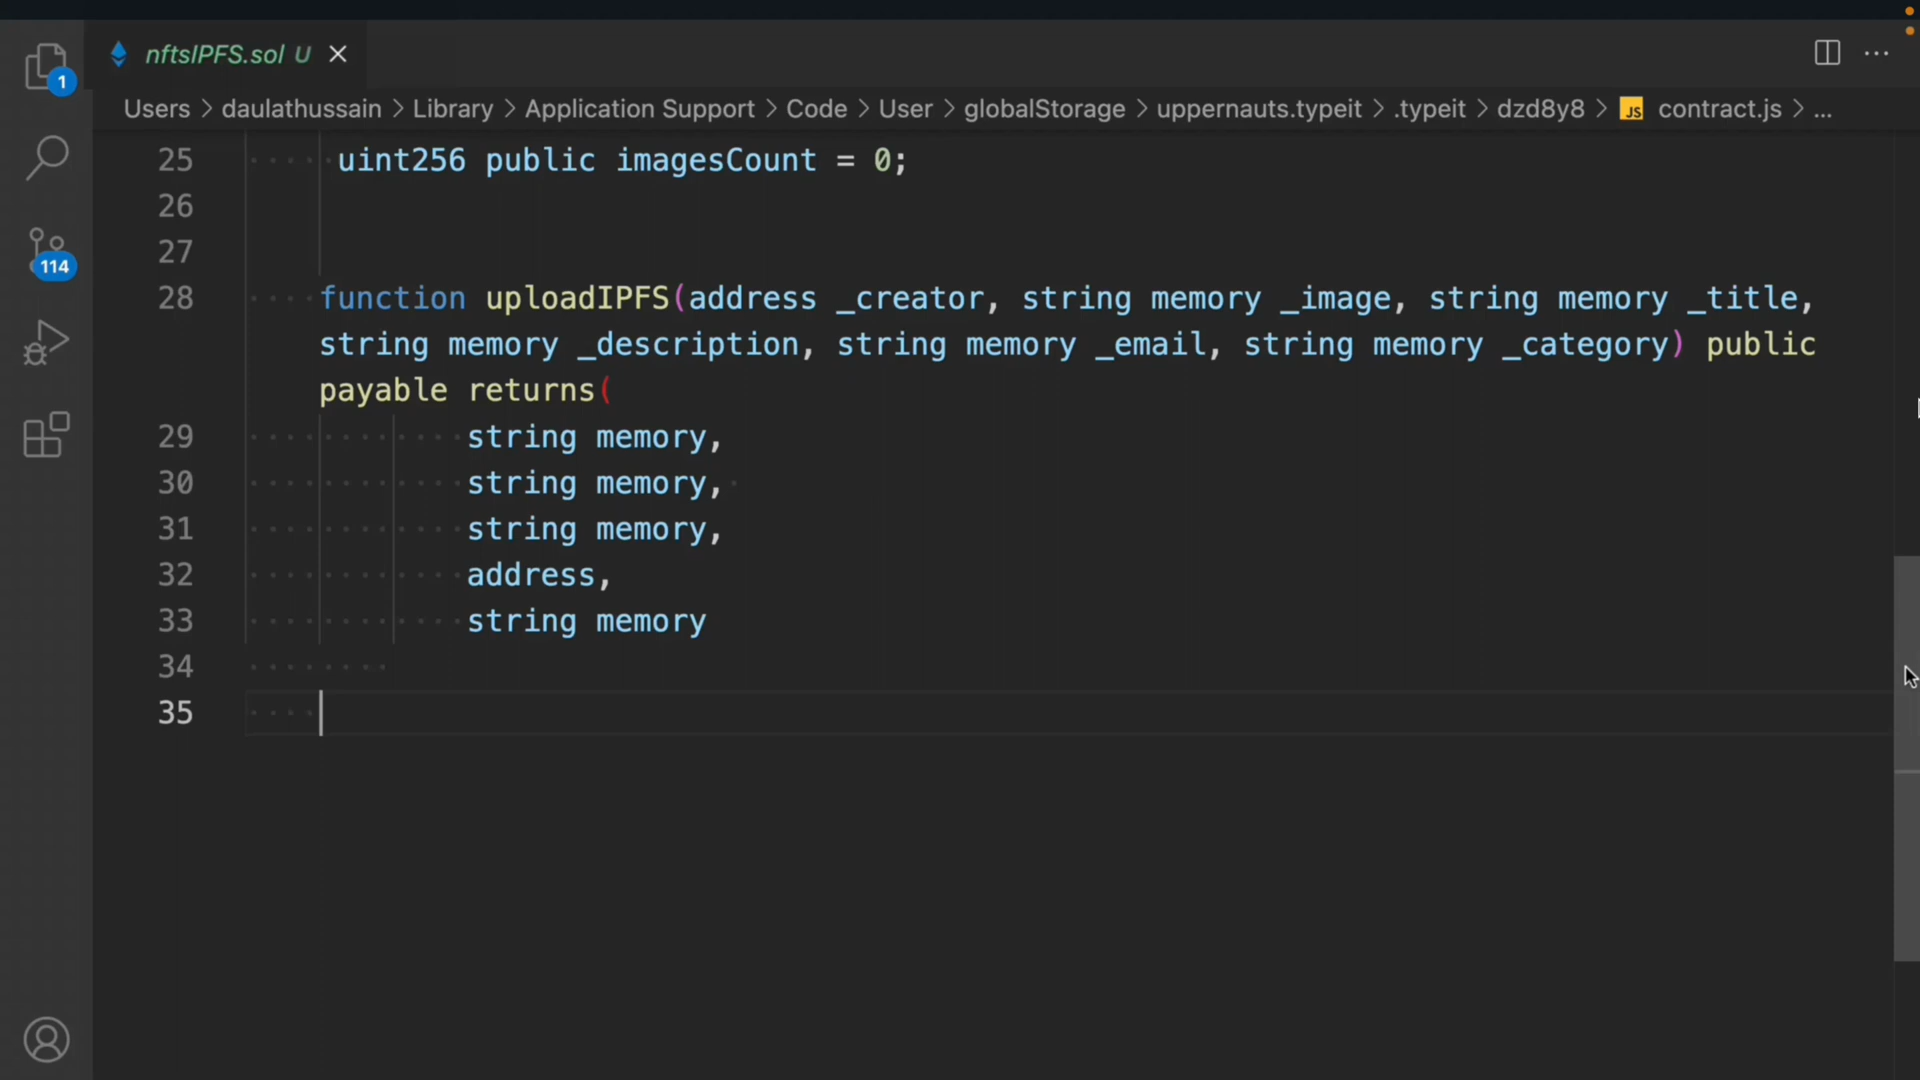 nftsIPFS.sol U
1
Users > daulathussain > Library > Application Support > Code > User > globalStorage > uppernauts.typeit > .typeit > dzd8y8 > JS contract.js > ...
25 uint256 public imagesCount = 0;
26
27
114
28 function uploadIPFS(address _creator, string memory _image, string memory _title,
string memory _description, string memory _email, string memory _category) public
payable returns(
29 string memory,
30 string memory,
31 string memory,
32 address,
33 string memory
34
35